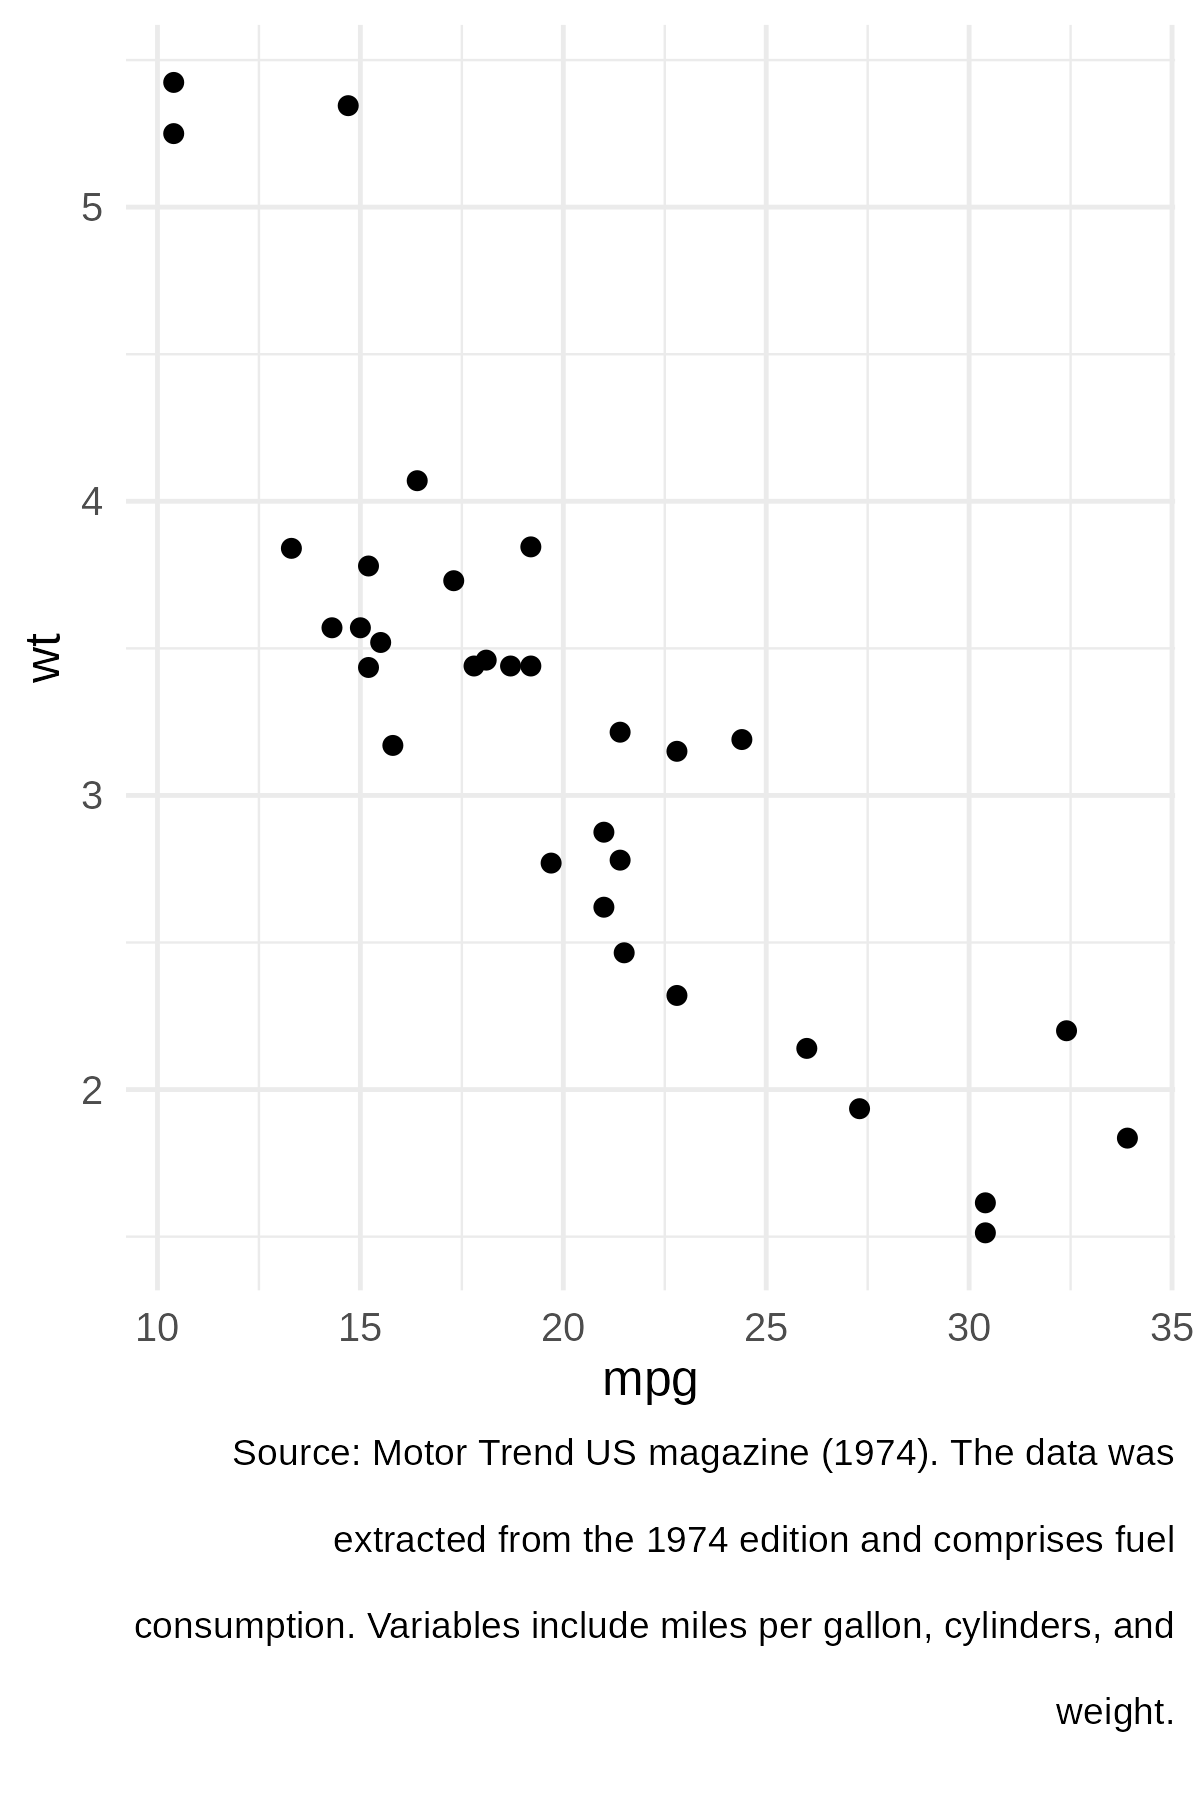 5
4
3
2
wt
10 15 20 25 30 35
mpg
Source: Motor Trend US magazine (1974). The data was
extracted from the 1974 edition and comprises fuel
consumption. Variables include miles per gallon, cylinders, and
weight.